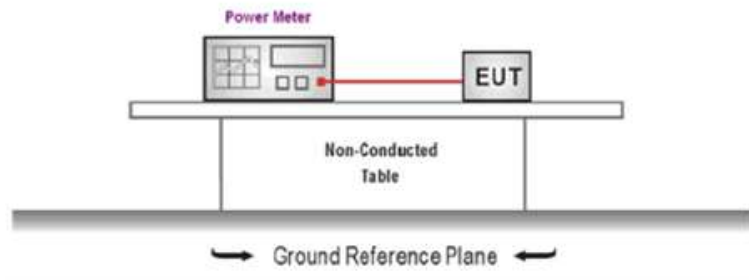 Power Meter
EUT
Non-Conducted
Table
Ground Reference Plane